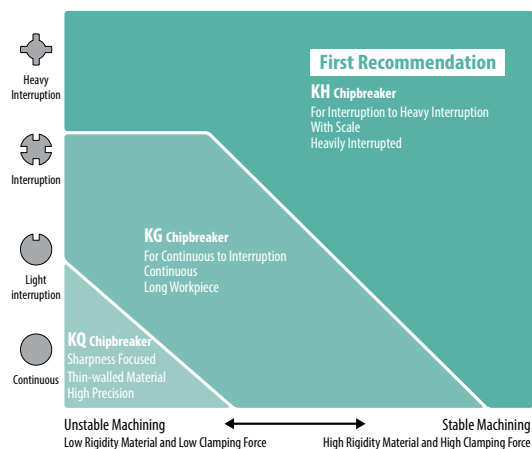 First Recommendation
KH Chipbreaker
For Interruption to Heavy Interruption
With Scale
Heavily Interrupted
Heavy
Interruption
Interruption
KG Chipbreaker
For Continuous to Interruption
Continuous
Long Workpiece
Light
interruption
KQ Chipbreaker
Sharpness Focused
Thin-walled Material
High Precision
Continuous
Unstable Machining
Low Rigidity Material and Low Clamping Force
Stable Machining
High Rigidity Material and High Clamping Force